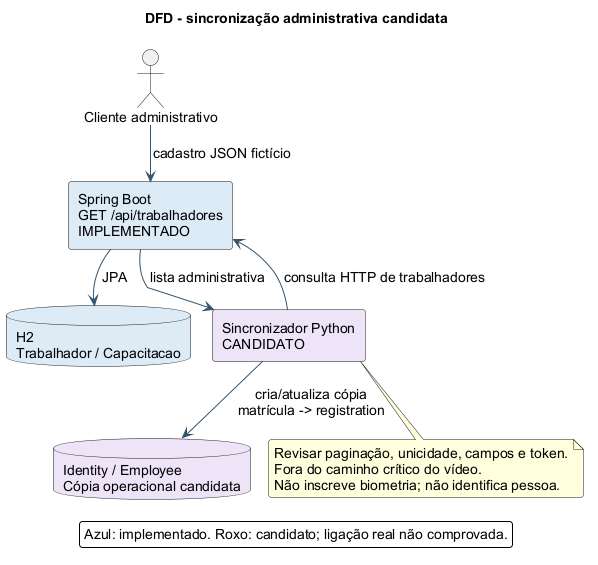 DFD - sincronização administrativa candidata
Cliente administrativo
cadastro JSON fictício
Spring Boot
GET /api/trabalhadores
IMPLEMENTADO
JPA
lista administrativa
consulta HTTP de trabalhadores
H2
Trabalhador / Capacitacao
Sincronizador Python
CANDIDATO
cria/atualiza cópia
matrícula -> registration
Identity / Employee
Cópia operacional candidata
Revisar paginação, unicidade, campos e token.
Fora do caminho crítico do vídeo.
Não inscreve biometria; não identifica pessoa.
Azul: implementado. Roxo: candidato; ligação real não comprovada.